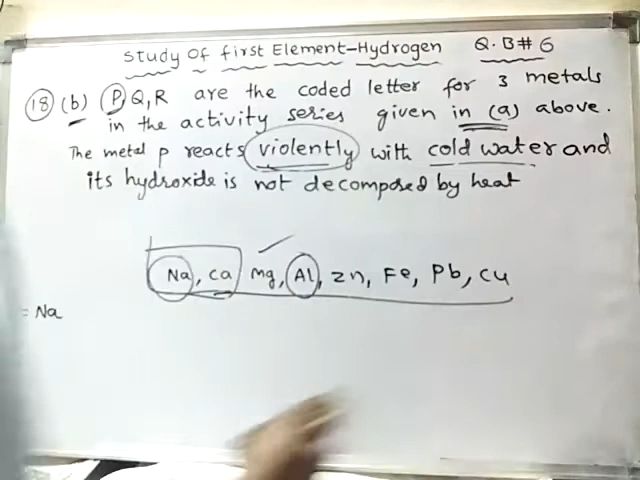 Study Of first Element-Hydrogen Q.B# 6
18 (b) P, Q, R are the coded letter for 3 metals
in the activity series given in (a) above.
The metal p reacts violently with cold water and
its hydroxide is not decomposed by heat
Na, Ca Mg, Al, Zn, Fe, Pb, Cu
= Na